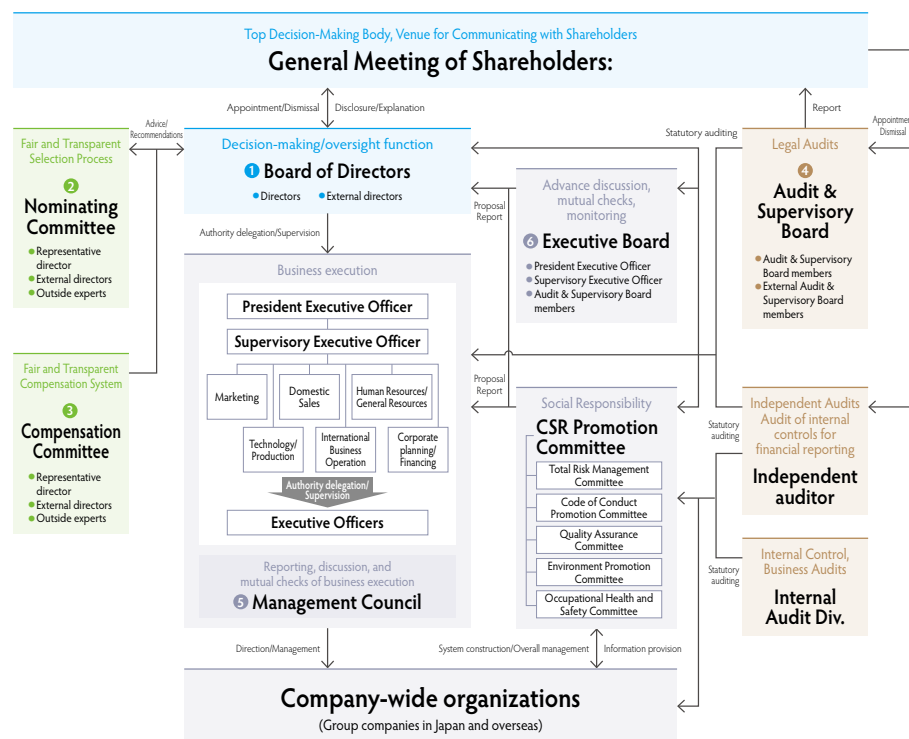 Top Decision-Making Body, Venue for Communicating with Shareholders
General Meeting of Shareholders:
Appointment/Dismissal
Disclosure/Explanation
Report
Appointment
Dismissal
Advice/
Recommendations
Statutory auditing
Fair and Transparent
Selection Process
2
Nominating
Committee
Representative
director
External directors
Outside experts
Decision-making/oversight function
1 Board of Directors
Directors
External directors
Authority delegation/Supervision
Proposal
Report
Advance discussion,
mutual checks,
monitoring
6 Executive Board
President Executive Officer
Supervisory Executive Officer
Audit & Supervisory Board
members
Legal Audits
4
Audit &
Supervisory
Board
Audit & Supervisory
Board members
External Audit &
Supervisory Board
members
Business execution
President Executive Officer
Supervisory Executive Officer
Marketing
Domestic
Sales
Human Resources/
General Resources
Technology/
Production
International
Business
Operation
Corporate
planning/
Financing
Authority delegation/
Supervision
Executive Officers
Reporting, discussion, and
mutual checks of business execution
5 Management Council
Fair and Transparent
Compensation System
3
Compensation
Committee
Representative
director
External directors
Outside experts
Proposal
Report
Social Responsibility
CSR Promotion
Committee
Total Risk Management
Committee
Code of Conduct
Promotion Committee
Quality Assurance
Committee
Environment Promotion
Committee
Occupational Health and
Safety Committee
Statutory
auditing
Independent Audits
Audit of internal
controls for
financial reporting
Independent
auditor
Statutory
auditing
Internal Control,
Business Audits
Internal
Audit Div.
Direction/Management
System construction/Overall management
Information provision
Company-wide organizations
(Group companies in Japan and overseas)